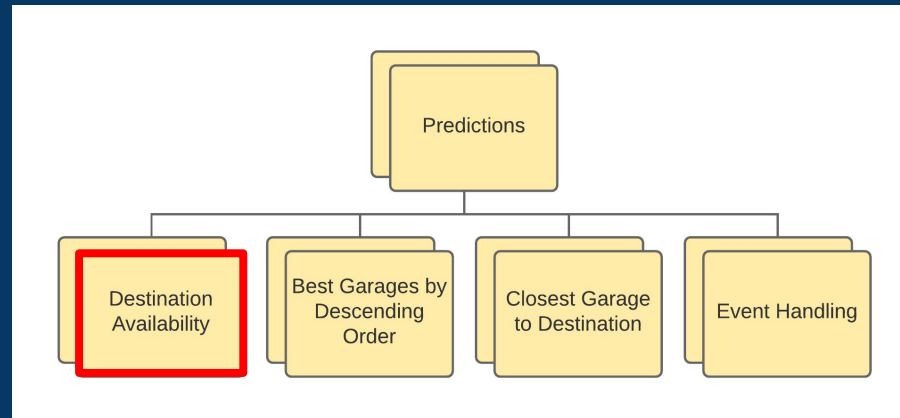 Predictions
Destination
Availability
Best Garages by
Descending
Order
Closest Garage
to Destination
Event Handling